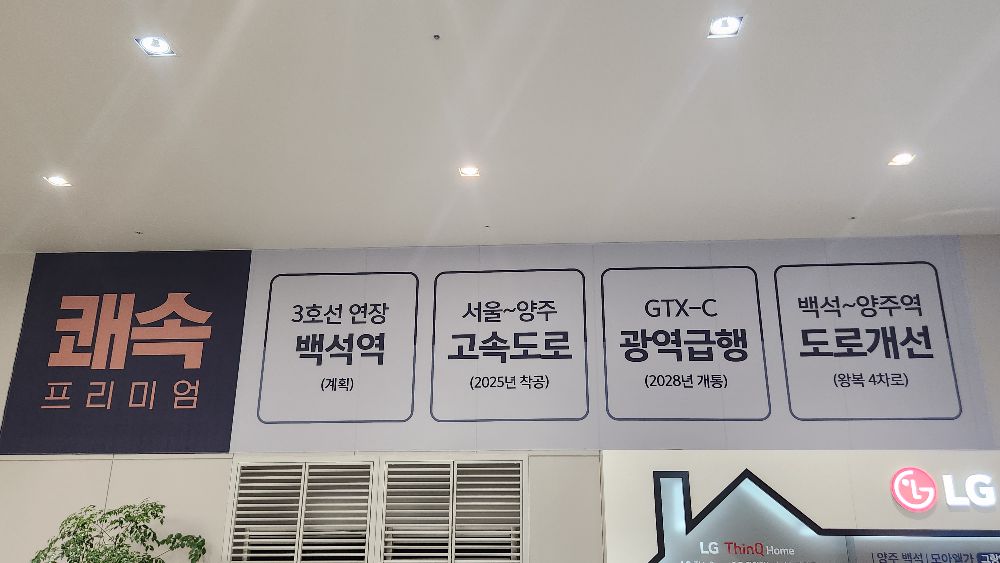 쾌속
프리미엄
3호선 연장
백석역
(계획)
서울~양주
고속도로
(2025년 착공)
GTX-C
광역급행
(2028년 개통)
백석~양주역
도로개선
(왕복 4차로)
LG
LG ThinQ Home
| 양주 백석 | 모아엘가